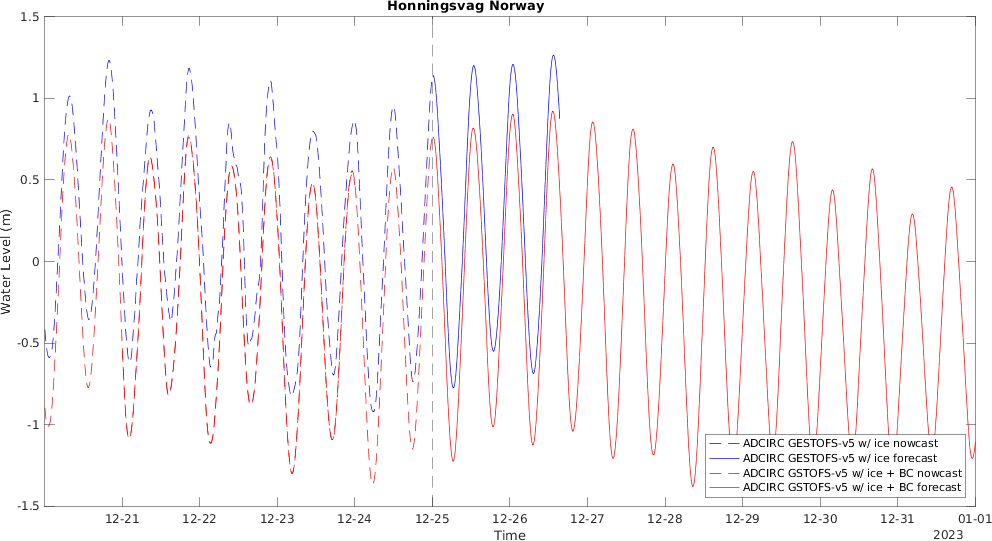 Honningsvag Norway
1.5
1
0.5
0
-0.5
-1
-1.5
Water Level (m)
12-21
12-22
12-23
12-24
12-25
12-26
12-27
12-28
12-29
12-30
12-31
01-01
Time
2023
ADCIRC GESTOFS-v5 w/ ice nowcast
ADCIRC GESTOFS-v5 w/ ice forecast
ADCIRC GSTOFS-v5 w/ ice + BC nowcast
ADCIRC GSTOFS-v5 w/ ice + BC forecast